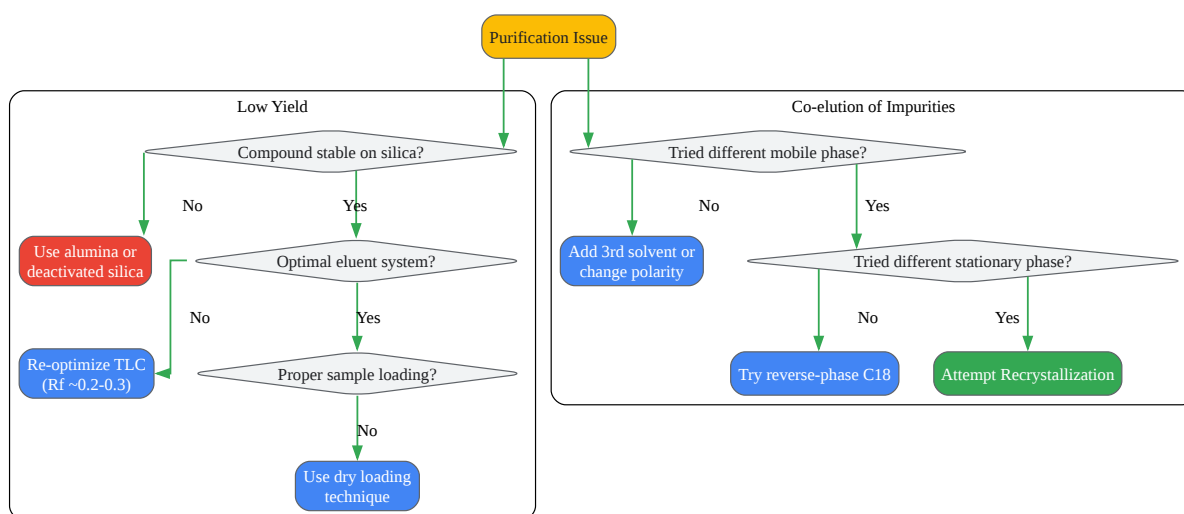 Purification Issue
Low Yield
Compound stable on silica?
No
Yes
Use alumina or
deactivated silica
Optimal eluent system?
No
Yes
Re-optimize TLC
(Rf ~0.2-0.3)
Proper sample loading?
No
Use dry loading
technique
Co-elution of Impurities
Tried different mobile phase?
No
Yes
Add 3rd solvent or
change polarity
Tried different stationary phase?
No
Yes
Try reverse-phase C18
Attempt Recrystallization